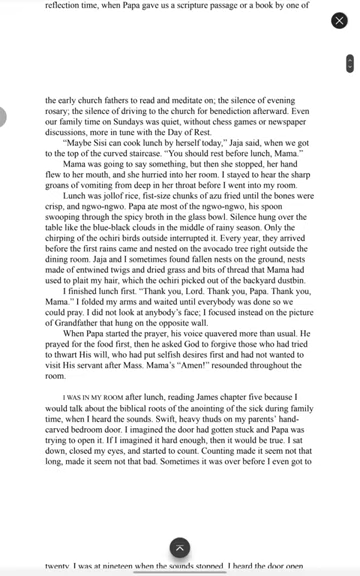 reflection time, when Papa gave us a scripture passage or a book by one of
the early church fathers to read and meditate on; the silence of evening
rosary; the silence of driving to the church for benediction afterward. Even
our family time on Sundays was quiet, without chess games or newspaper
discussions, more in tune with the Day of Rest.
“Maybe Sisi can cook lunch by herself today,” Jaja said, when we got
to the top of the curved staircase. “You should rest before lunch, Mama.”
Mama was going to say something, but then she stopped, her hand
flew to her mouth, and she hurried into her room. I stayed to hear the sharp
groans of vomiting from deep in her throat before I went into my room.
Lunch was jollof rice, fist-size chunks of azu fried until the bones were
crisp, and ngwo-ngwo. Papa ate most of the ngwo-ngwo, his spoon
swooping through the spicy broth in the glass bowl. Silence hung over the
table like the blue-black clouds in the middle of rainy season. Only the
chirping of the ochiri birds outside interrupted it. Every year, they arrived
before the first rains came and nested on the avocado tree right outside the
dining room. Jaja and I sometimes found fallen nests on the ground, nests
made of entwined twigs and dried grass and bits of thread that Mama had
used to plait my hair, which the ochiri picked out of the backyard dustbin.
I finished lunch first. “Thank you, Lord. Thank you, Papa. Thank you,
Mama.” I folded my arms and waited until everybody was done so we
could pray. I did not look at anybody’s face; I focused instead on the picture
of Grandfather that hung on the opposite wall.
When Papa started the prayer, his voice quavered more than usual. He
prayed for the food first, then he asked God to forgive those who had tried
to thwart His will, who had put selfish desires first and had not wanted to
visit His servant after Mass. Mama’s “Amen!” resounded throughout the
room.
I WAS IN MY ROOM after lunch, reading James chapter five because I
would talk about the biblical roots of the anointing of the sick during family
time, when I heard the sounds. Swift, heavy thuds on my parents’ hand-
carved bedroom door. I imagined the door had gotten stuck and Papa was
trying to open it. If I imagined it hard enough, then it would be true. I sat
down, closed my eyes, and started to count. Counting made it seem not that
long, made it seem not that bad. Sometimes it was over before I even got to
twenty. I was at nineteen when the sounds stopped. I heard the door open.